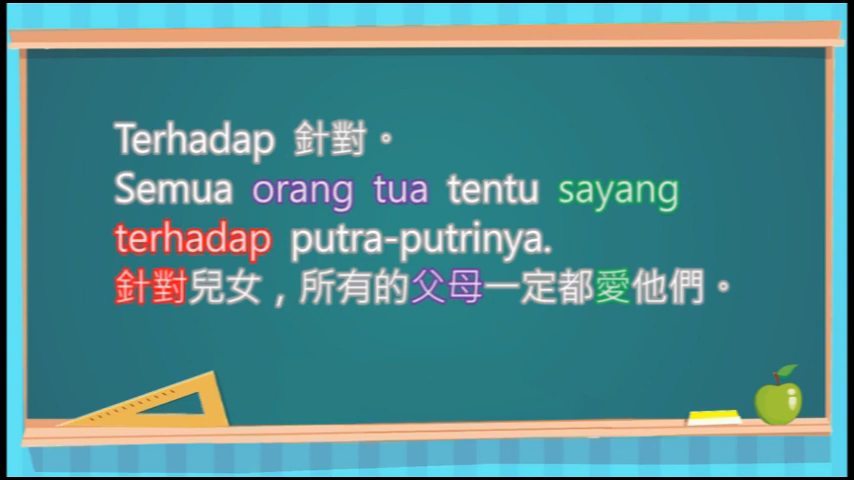 Terhadap 針對。
Semua orang tua tentu sayang
terhadap putra-putrinya.
針對兒女，所有的父母一定都愛他們。